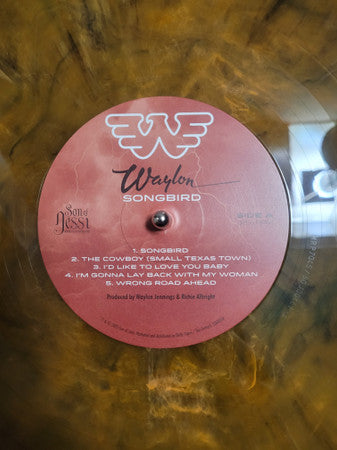 Waylon
SONGBIRD
Son of
Jessi
SIDE A
1. SONGBIRD
2. THE COWBOY (SMALL TEXAS TOWN)
3. I'D LIKE TO LOVE YOU BABY
4. I'M GONNA LAY BACK WITH MY WOMAN
5. WRONG ROAD AHEAD
Produced by Waylon Jennings & Richie Albright